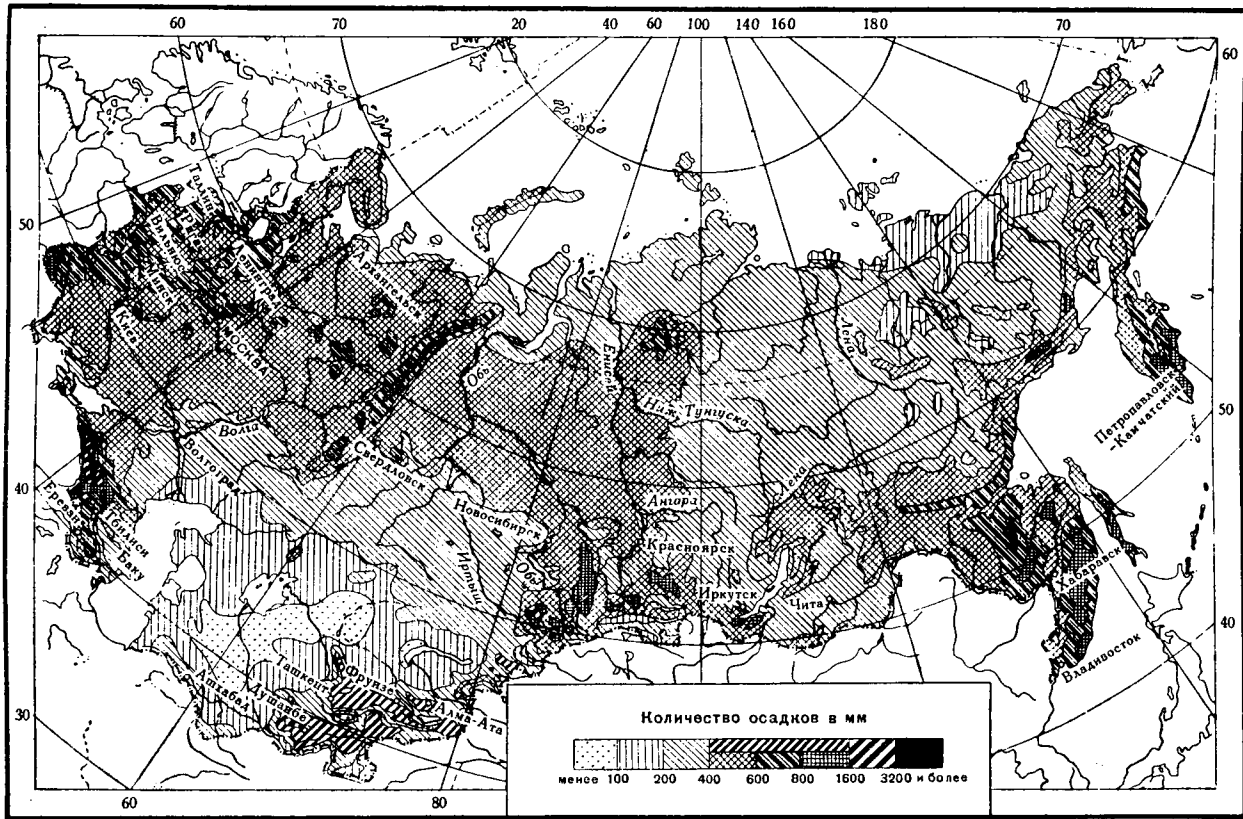 60 70 20 40 60 100 140 160 180 70
60
50
40
30
50
40
60 80
Таллин
Рига
Вильнюс
Ленинград
Минск
Киев
Москва
Архангельск
Обь
Енисей
Лена
Ниж. Тунгуска
Петропавловск
-Камчатский
Волга
Волгоград
Свердловск
Ангара
Лена
Новосибирск
Красноярск
Иртыш
Обь
Иркутск
Чита
Хабаровск
Владивосток
Ереван
Тбилиси
Баку
Ашхабад
Душанбе
Ташкент
Фрунзе
Алма-Ата
Количество осадков в мм
менее 100 200 400 600 800 1600 3200 и более